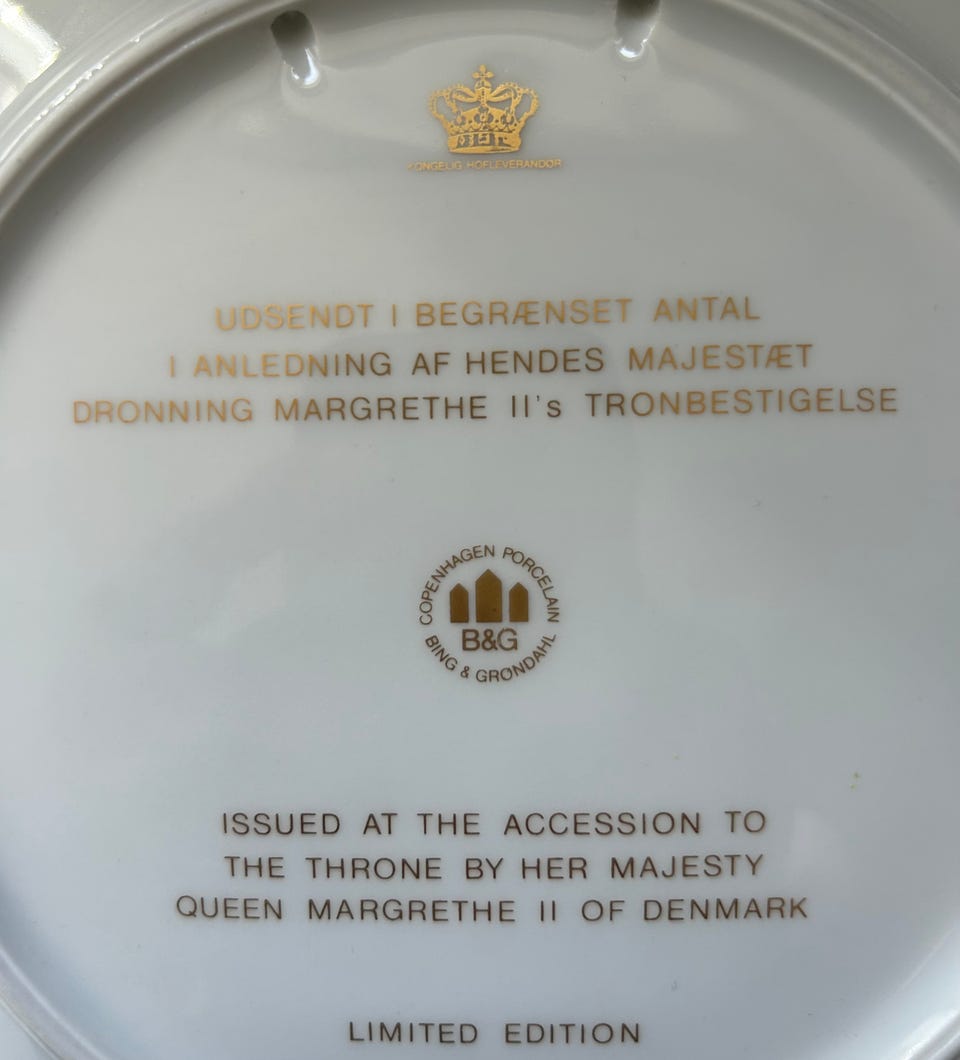 KONGELIG HOFLEVERANDØR
UDSENDT I BEGRÆNSET ANTAL
I ANLEDNING AF HENDES MAJESTÆT
DRONNING MARGRETHE II's TRONBESTIGELSE
COPENHAGEN PORCELAIN
B&G
BING & GRØNDAHL
ISSUED AT THE ACCESSION TO
THE THRONE BY HER MAJESTY
QUEEN MARGRETHE II OF DENMARK
LIMITED EDITION